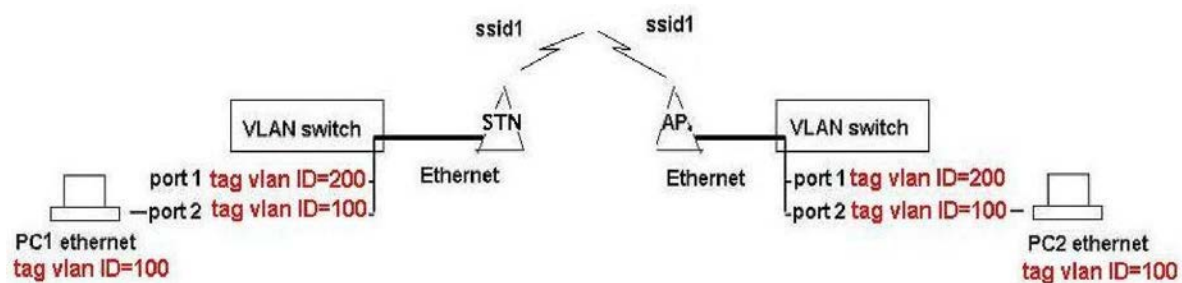 ssid1
ssid1
VLAN switch
STN
AP
VLAN switch
Ethernet
Ethernet
port 1 tag vlan ID=200
port 2 tag vlan ID=100
port 1 tag vlan ID=200
port 2 tag vlan ID=100
PC1 ethernet
tag vlan ID=100
PC2 ethernet
tag vlan ID=100